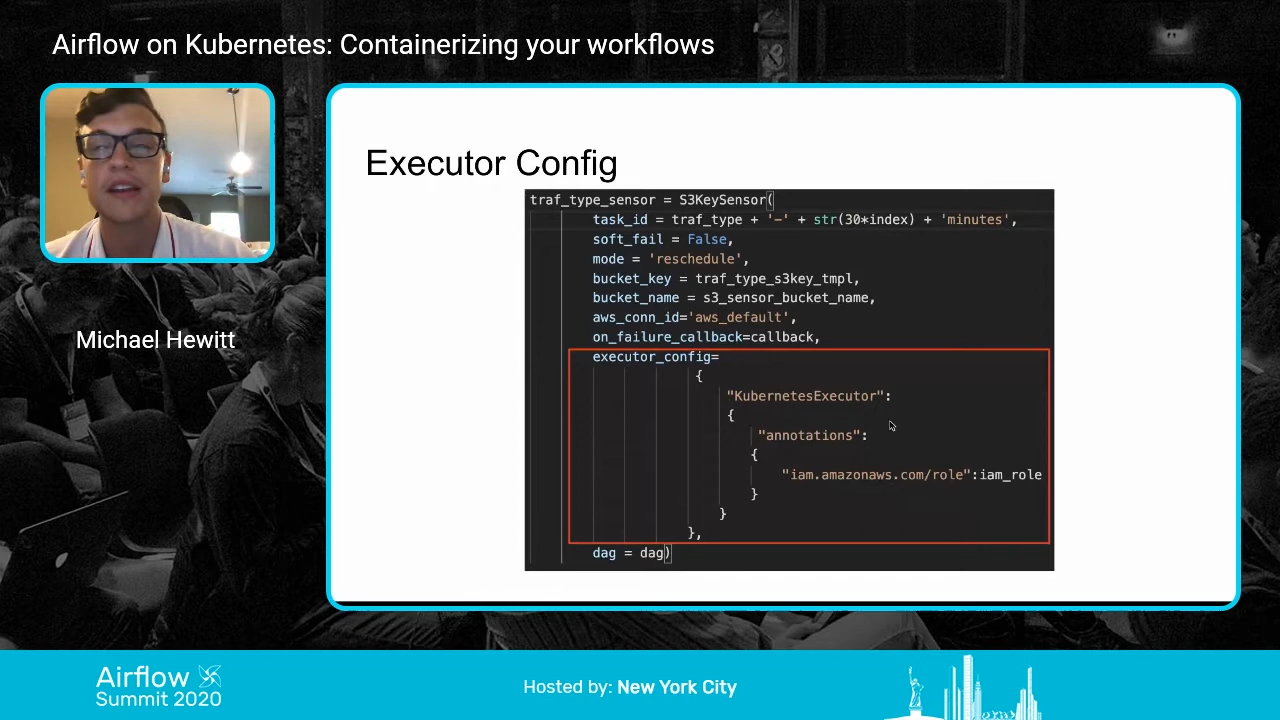 Airflow on Kubernetes: Containerizing your workflows
Michael Hewitt
Executor Config
traf_type_sensor = S3KeySensor(
task_id = traf_type + '-' + str(30*index) + 'minutes',
soft_fail = False,
mode = 'reschedule',
bucket_key = traf_type_s3key_tmpl,
bucket_name = s3_sensor_bucket_name,
aws_conn_id='aws_default',
on_failure_callback=callback,
executor_config=
{
"KubernetesExecutor":
{
"annotations":
{
"iam.amazonaws.com/role":iam_role
}
}
},
dag = dag)
Airflow
Summit 2020
Hosted by: New York City